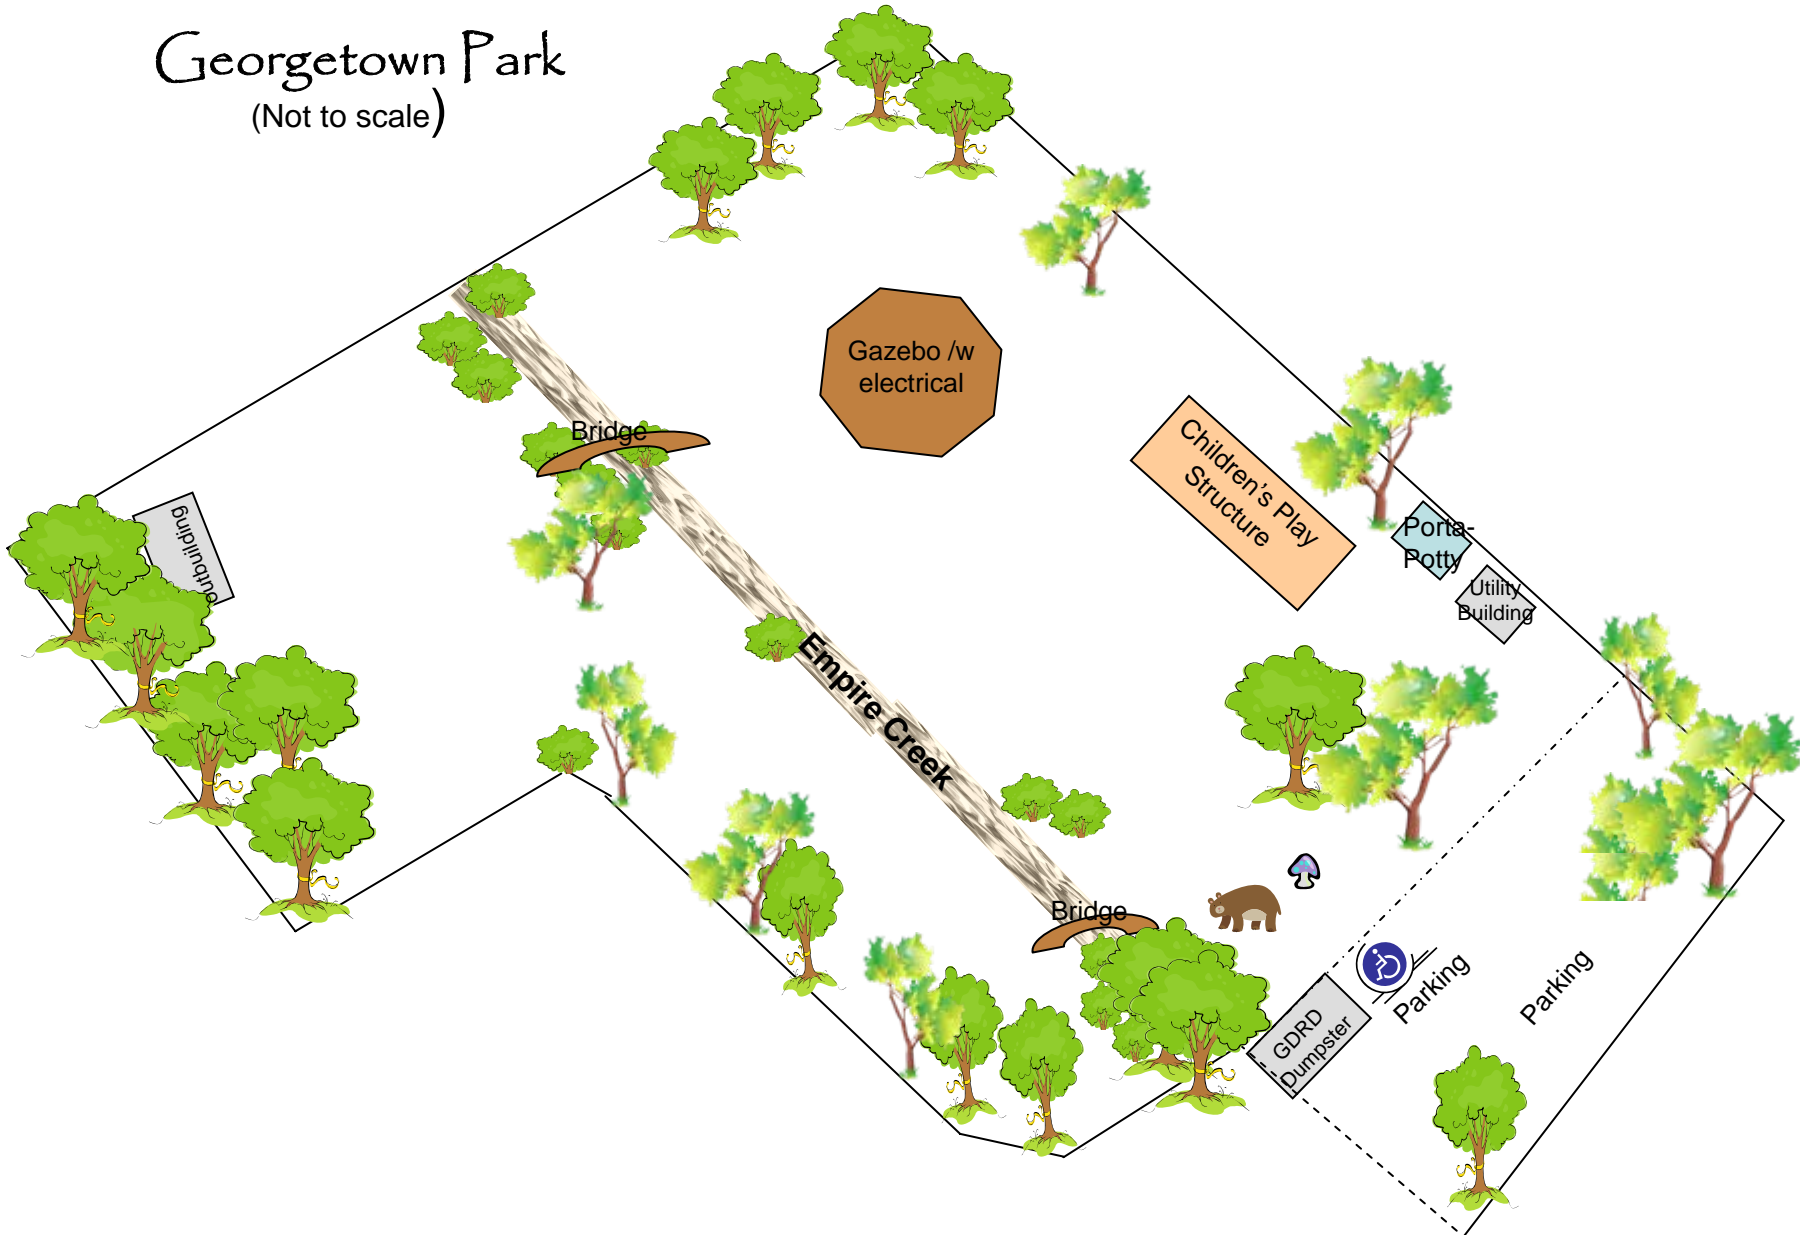 Georgetown Park
(Not to scale)
Gazebo /w
electrical
Bridge
Children's Play
Structure
outbuilding
Porta-
Potty
Utility
Building
Empire Creek
Bridge
Parking
Parking
GDRD
Dumpster